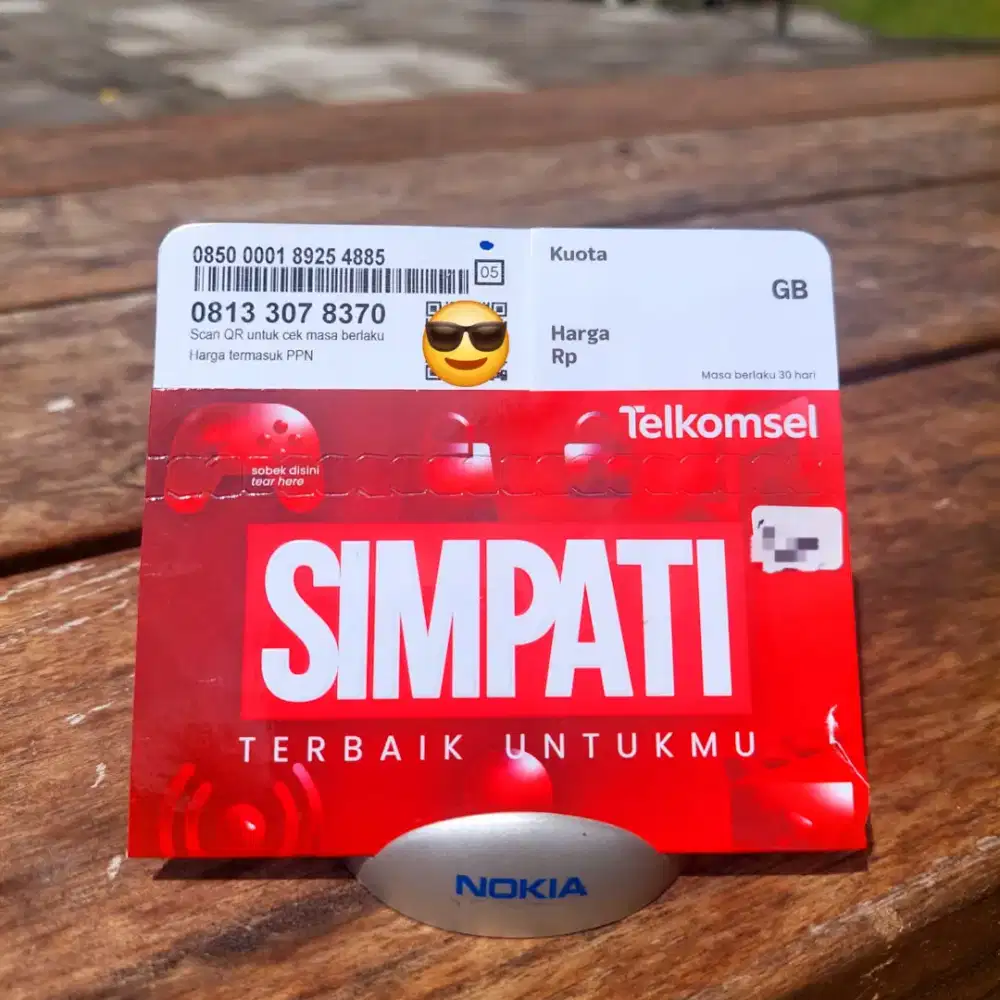 0850 0001 8925 4885
05
0813 307 8370
Scan QR untuk cek masa berlaku
Harga termasuk PPN
Kuota
GB
Harga
Rp
Masa berlaku 30 hari
Telkomsel
sobek disini
tear here
SIMPATI
TERBAIK UNTUKMU
NOKIA